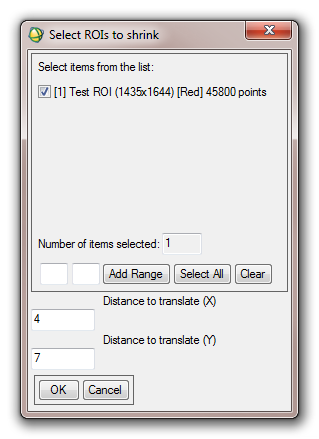 Select ROIs to shrink
Select items from the list:
[1] Test ROI (1435x1644) [Red] 45800 points
Number of items selected: 1
Add Range Select All Clear
Distance to translate (X)
4
Distance to translate (Y)
7
OK Cancel